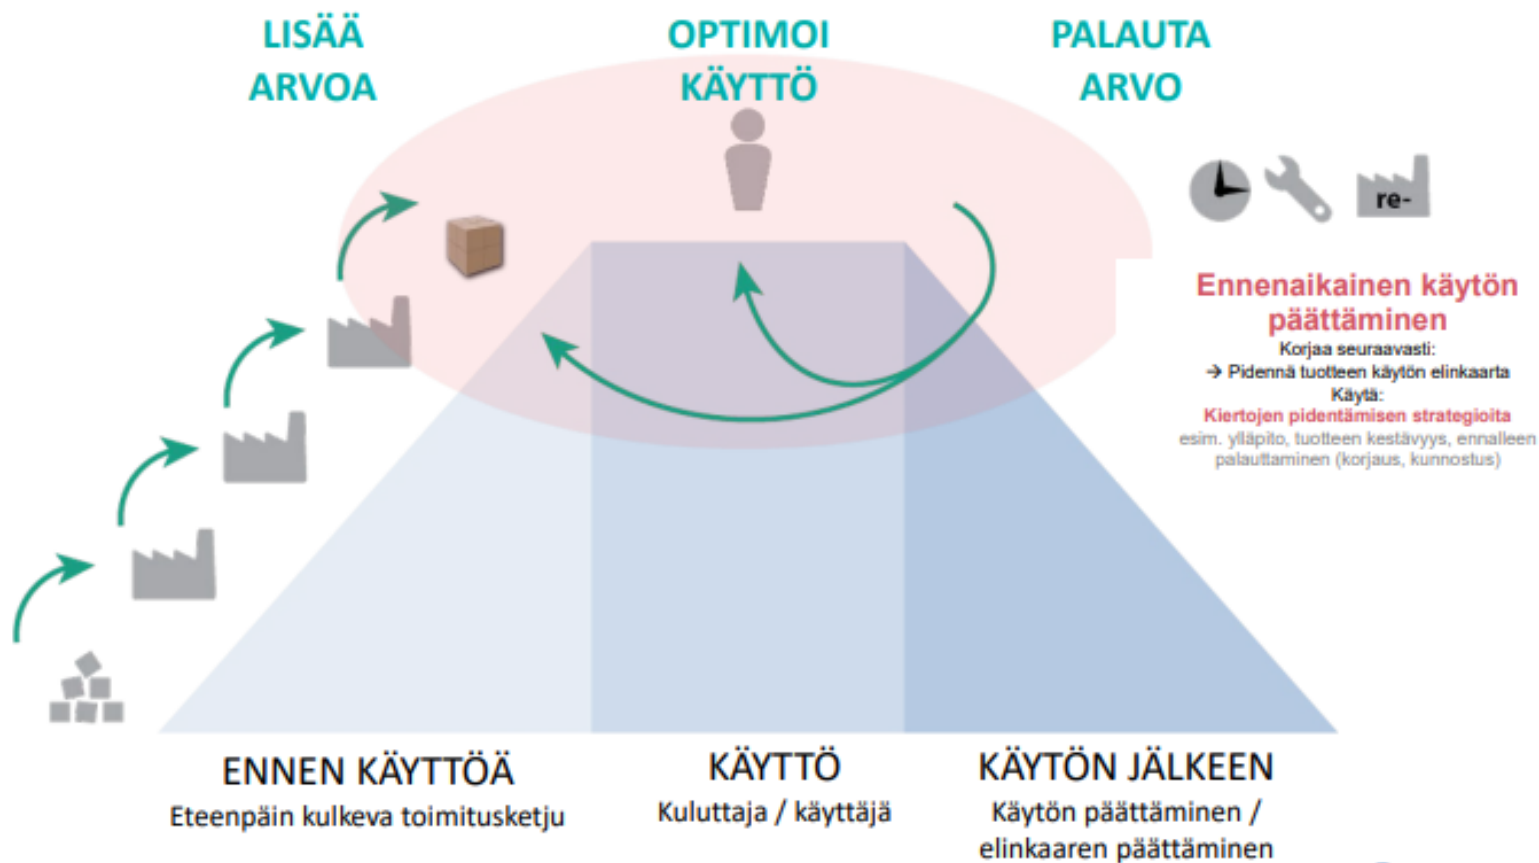 LISÄÄ
ARVOA
OPTIMOI
KÄYTTÖ
PALAUTA
ARVO
re-
Ennenaikainen käytön
päättäminen
Korjaa seuraavasti:
→ Pidennä tuotteen käytön elinkaarta
Käytä:
Kiertojen pidentämisen strategioita
esim. ylläpito, tuotteen kestävyys, ennalleen
palauttaminen (korjaus, kunnostus)
ENNEN KÄYTTÖÄ
Eteenpäin kulkeva toimitusketju
KÄYTTÖ
Kuluttaja / käyttäjä
KÄYTÖN JÄLKEEN
Käytön päättäminen /
elinkaaren päättäminen